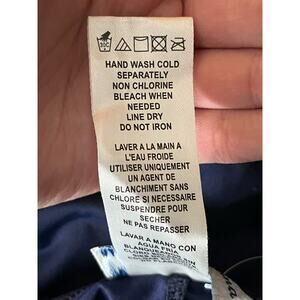 HAND WASH COLD
SEPARATELY
NON CHLORINE
BLEACH WHEN
NEEDED
LINE DRY
DO NOT IRON
LAVER A LA MAIN A
L'EAU FROIDE
UTILISER UNIQUEMENT
UN AGENT DE
BLANCHIMENT SANS
CHLORE SI NECESSAIRE
SUSPENDRE POUR
SECHER
NE PAS REPASSER
LAVAR A MANO CON
AGUA FRIA